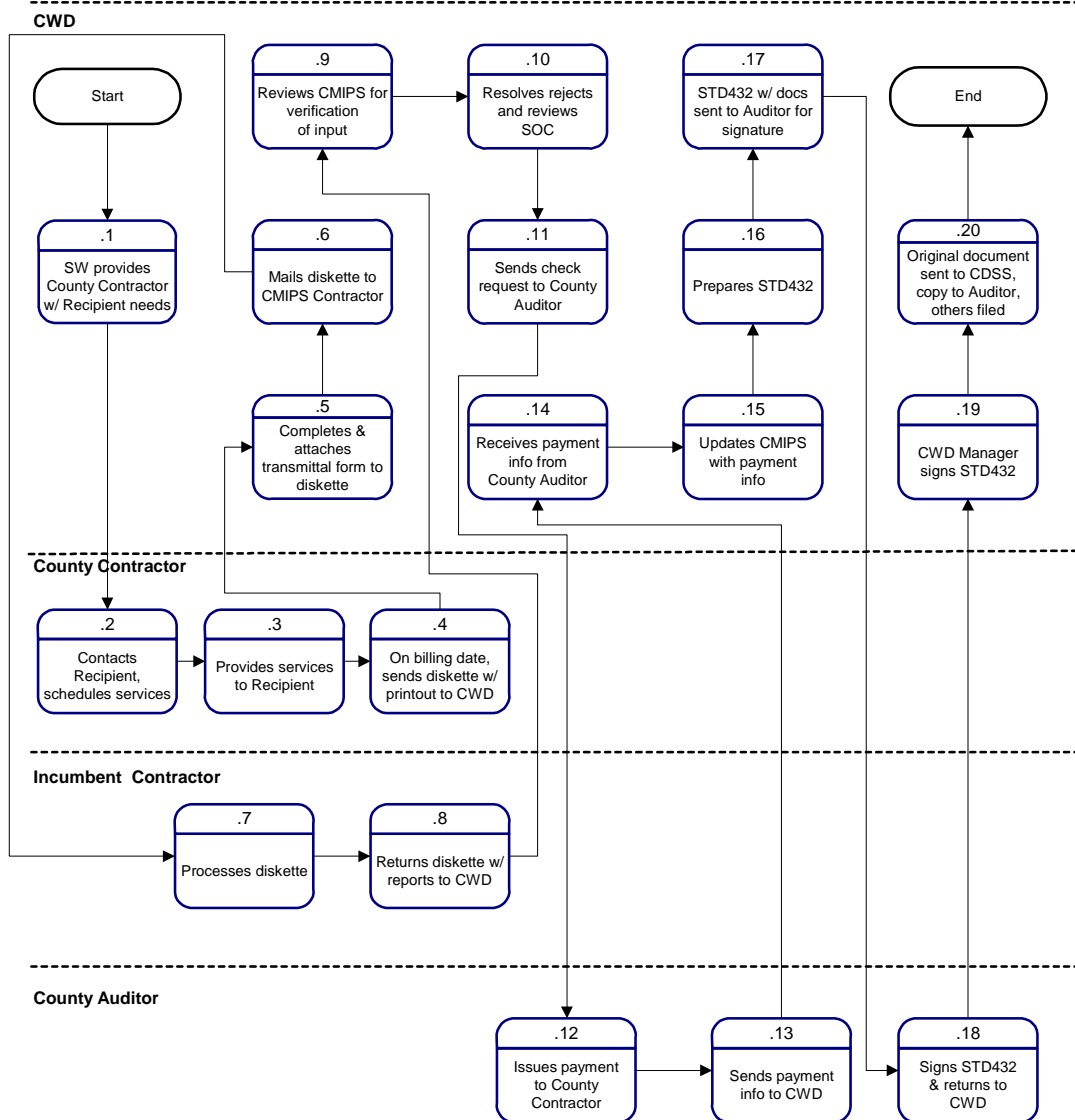 CWD
Start
.9
Reviews CMIPS for
verification
of input
.10
Resolves rejects
and reviews
SOC
.17
STD432 w/ docs
sent to Auditor for
signature
End
.1
SW provides
County Contractor
w/ Recipient needs
.6
Mails diskette to
CMIPS Contractor
.11
Sends check
request to County
Auditor
.16
Prepares STD432
.20
Original document
sent to CDSS,
copy to Auditor,
others filed
.5
Completes &
attaches
transmittal form to
diskette
.14
Receives payment
info from
County Auditor
.15
Updates CMIPS
with payment
info
.19
CWD Manager
signs STD432
County Contractor
.2
Contacts
Recipient,
schedules services
.3
Provides services
to Recipient
.4
On billing date,
sends diskette w/
printout to CWD
Incumbent Contractor
.7
Processes diskette
.8
Returns diskette w/
reports to CWD
County Auditor
.12
Issues payment
to County
Contractor
.13
Sends payment
info to CWD
.18
Signs STD432
& returns to
CWD